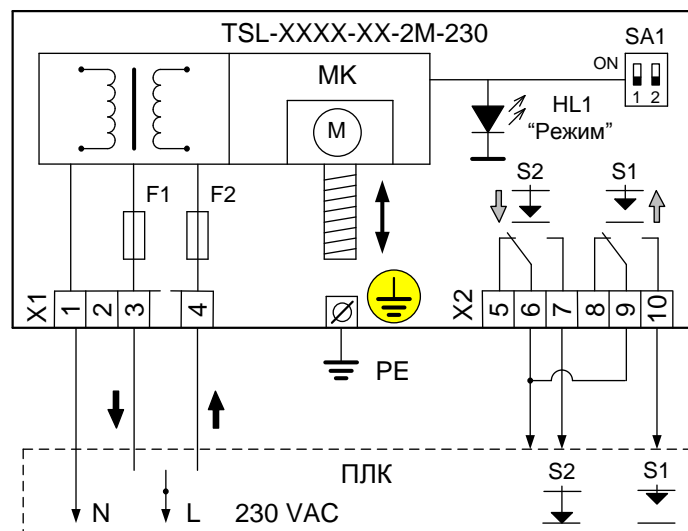 TSL-XXXX-XX-2M-230
SA1
ON
1 2
МК
М
HL1
“Режим”
S2 S1
F1 F2
X1 1 2 3 4
X2 5 6 7 8 9 10
PE
ПЛК
S2 S1
N L 230 VAC